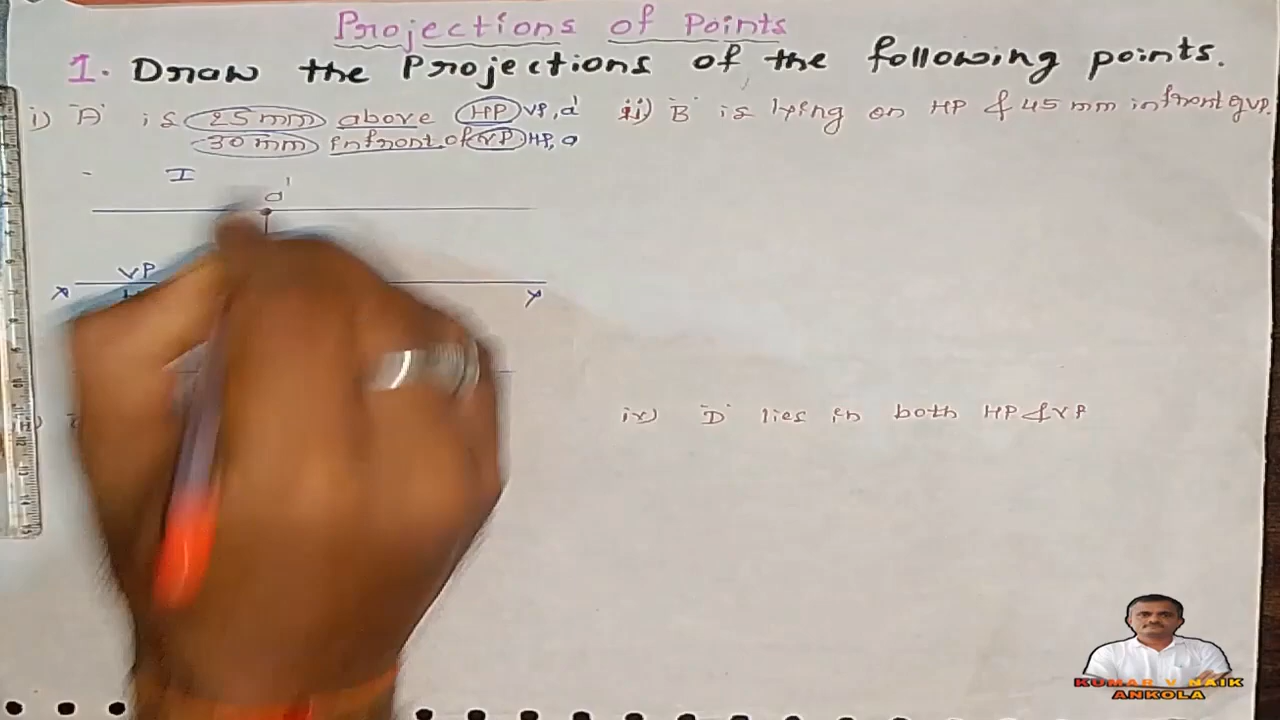 Projections of Points
1. Draw the Projections of the following points.
i) 'A' is 25 mm above HP VP, a'
30 mm infront of VP HP, a
ii) 'B' is lying on HP & 45 mm infront of VP.
I
a'
VP
X Y
iv) 'D' lies in both HP & VP
KUMAR V NAIK
ANKOLA